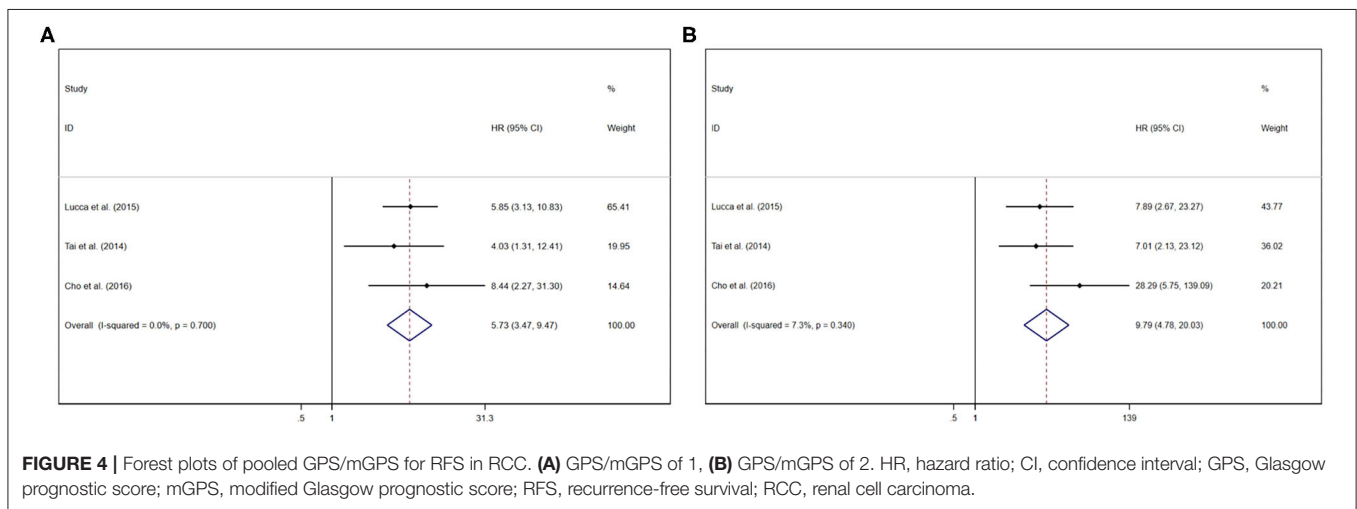 A
Study %
ID HR (95% CI) Weight
Lucca et al. (2015) 5.85 (3.13, 10.83) 65.41
Tai et al. (2014) 4.03 (1.31, 12.41) 19.95
Cho et al. (2016) 8.44 (2.27, 31.30) 14.64
Overall (I-squared = 0.0%, p = 0.700) 5.73 (3.47, 9.47) 100.00
.5 1 31.3
B
Study %
ID HR (95% CI) Weight
Lucca et al. (2015) 7.89 (2.67, 23.27) 43.77
Tai et al. (2014) 7.01 (2.13, 23.12) 36.02
Cho et al. (2016) 28.29 (5.75, 139.09) 20.21
Overall (I-squared = 7.3%, p = 0.340) 9.79 (4.78, 20.03) 100.00
.5 1 139
FIGURE 4 | Forest plots of pooled GPS/mGPS for RFS in RCC. (A) GPS/mGPS of 1, (B) GPS/mGPS of 2. HR, hazard ratio; CI, confidence interval; GPS, Glasgow
prognostic score; mGPS, modified Glasgow prognostic score; RFS, recurrence-free survival; RCC, renal cell carcinoma.